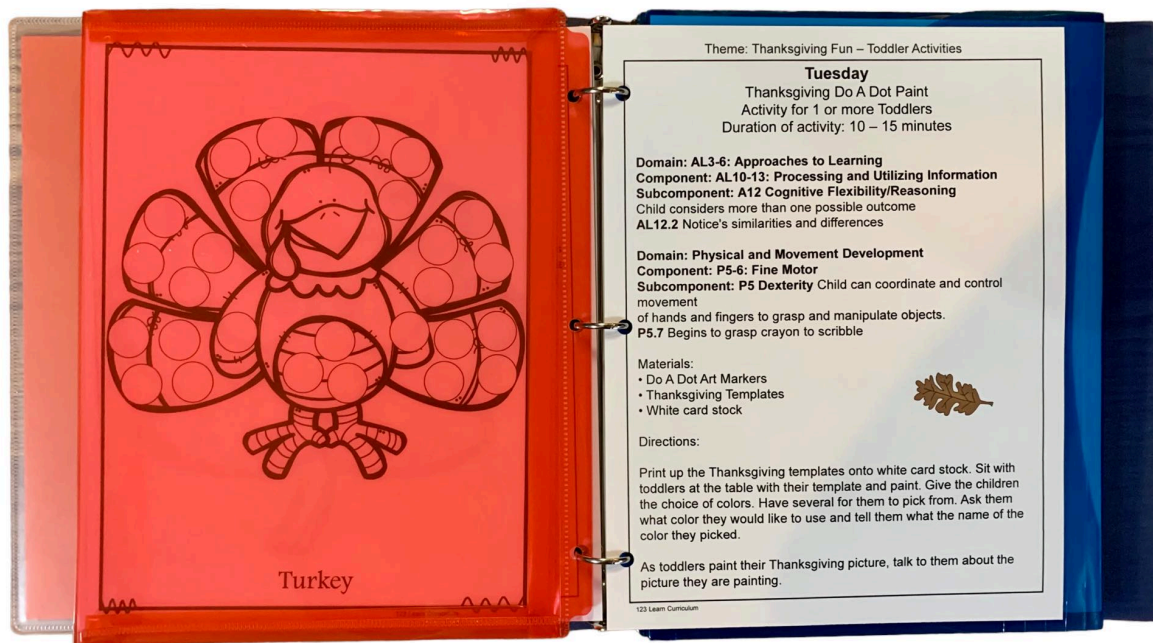 Turkey
Theme: Thanksgiving Fun – Toddler Activities
Tuesday
Thanksgiving Do A Dot Paint
Activity for 1 or more Toddlers
Duration of activity: 10 – 15 minutes
Domain: AL3-6: Approaches to Learning
Component: AL10-13: Processing and Utilizing Information
Subcomponent: A12 Cognitive Flexibility/Reasoning
Child considers more than one possible outcome
AL12.2 Notice's similarities and differences
Domain: Physical and Movement Development
Component: P5-6: Fine Motor
Subcomponent: P5 Dexterity Child can coordinate and control
movement
of hands and fingers to grasp and manipulate objects.
P5.7 Begins to grasp crayon to scribble
Materials:
• Do A Dot Art Markers
• Thanksgiving Templates
• White card stock
Directions:
Print up the Thanksgiving templates onto white card stock. Sit with
toddlers at the table with their template and paint. Give the children
the choice of colors. Have several for them to pick from. Ask them
what color they would like to use and tell them what the name of the
color they picked.
As toddlers paint their Thanksgiving picture, talk to them about the
picture they are painting.
123 Learn Curriculum